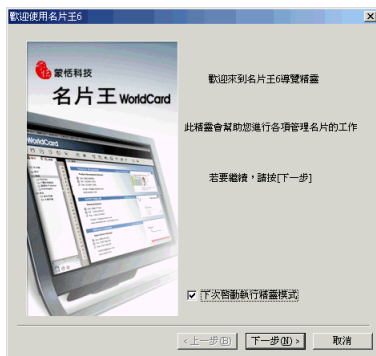 歡迎使用名片王6
蒙恬科技
名片王 WorldCard
WorldCard
歡迎來到名片王6導覽精靈
此精靈會幫助您進行各項管理名片的工作
若要繼續，請按[下一步]
下次啟動執行精靈模式
<上一步(B)
下一步(N) >
取消